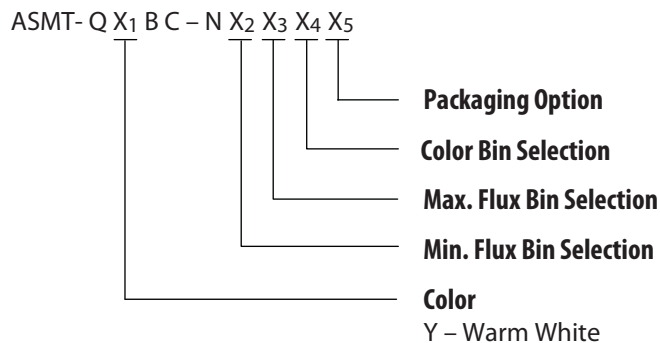 ASMT- Q X1 B C – N X2 X3 X4 X5
Packaging Option
Color Bin Selection
Max. Flux Bin Selection
Min. Flux Bin Selection
Color
Y – Warm White